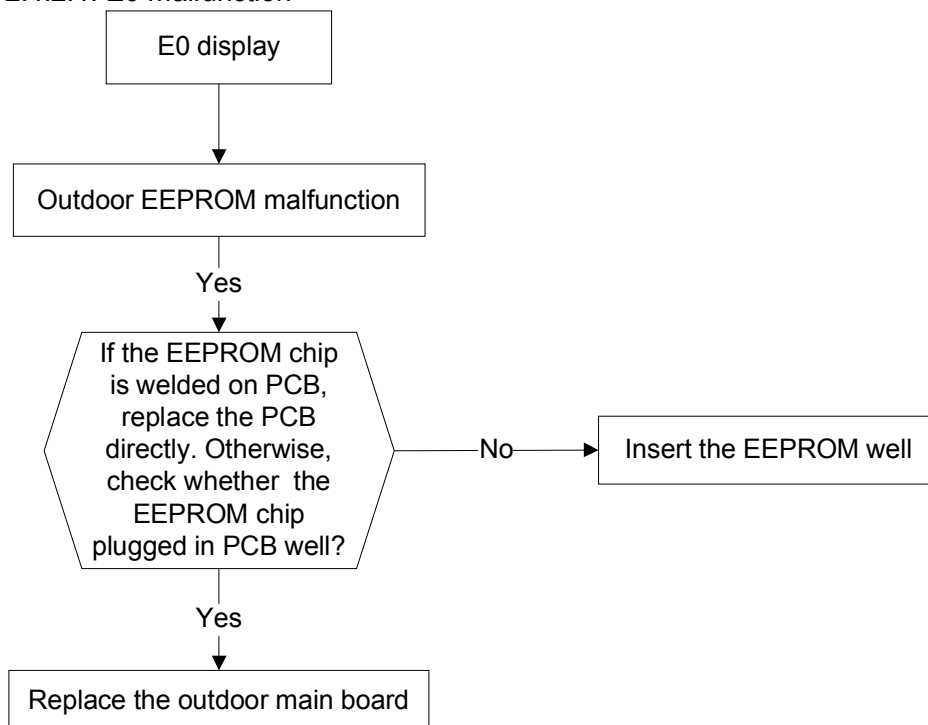 E0 display
Outdoor EEPROM malfunction
Yes
If the EEPROM chip
is welded on PCB,
replace the PCB
directly. Otherwise,
check whether the
EEPROM chip
plugged in PCB well?
No
Insert the EEPROM well
Yes
Replace the outdoor main board